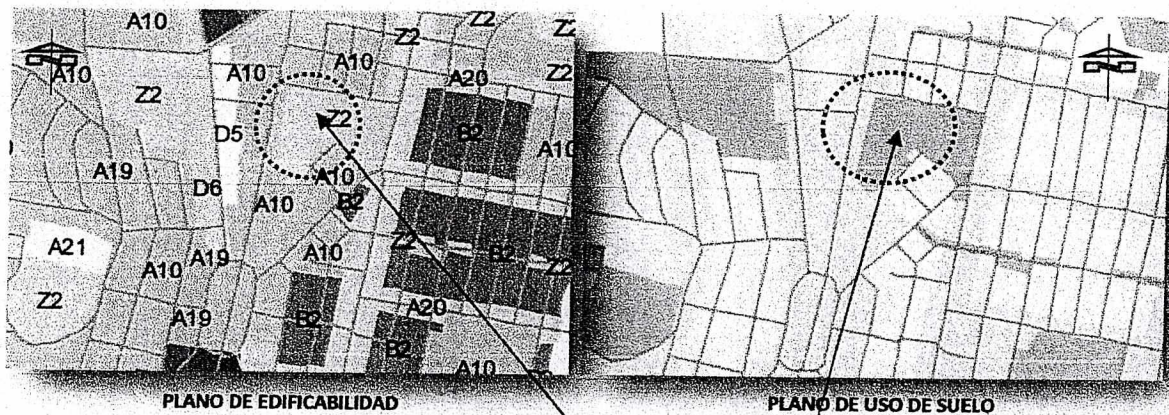 A10 Z2 Z2
Z2 A10
A10 A10 A20 Z2
Z2
Z2 B2
D5 A10
A19 A10
D6 B2
A10
A21 A10 Z2 B2
A19 Z2
A10
Z2 A20
A19 B2 B2
A10
PLANO DE EDIFICABILIDAD PLANO DE USO DE SUELO